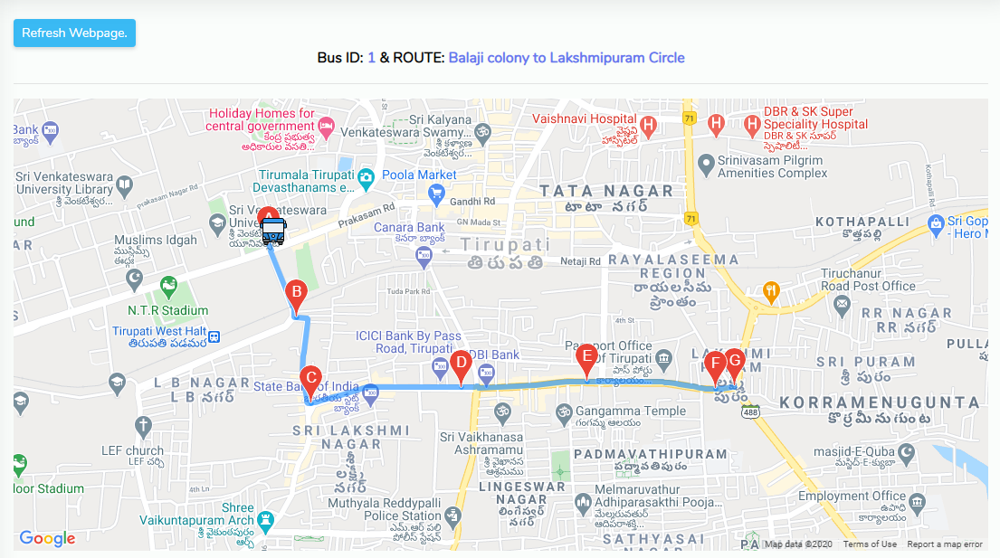 Refresh Webpage.
Bus ID: 1 & ROUTE: Balaji colony to Lakshmipuram Circle
Holiday Homes for
central government
కేంద్ర ప్రభుత్వ
అధికారుల వసతి...
Bank
బ్యాంక్
Sri Kalyana
Venkateswara Swamy...
శ్రీ కళ్యాణ
వెంకటేశ్వర...
Vaishnavi Hospital
వైష్ణవి
హాస్పిటల్
71
DBR & SK Super
Speciality Hospital
DBR & SK సూపర్
స్పెషాలిటీ...
Srinivasam Pilgrim
Amenities Complex
Sri Venkateswara
University Library
శ్రీ వెంకటేశ్వర...
Prakasam Nagar Rd
Tirumala Tirupati
Devasthanams e...
Poola Market
Gandhi Rd
TATA NAGAR
టాటా నగర్
Kothapalli Rd
Sri Venkateswara
A
Prakasam Rd
GN Mada St
Canara Bank
కెనరా బ్యాంక్
71
KOTHAPALLI
కొత్తపల్లి
Sri Gop
- Hero M
Muslims Idgah
ముస్లిమ్స్
ఈద్గః
Tirupati
తిరుపతి
Netaji Rd
RAYALASEEMA
REGION
రాయలసీమ
ప్రాంతం
Tiruchanur
Road Post Office
N.T.R Stadium
B
Tuda Park Rd
RR NAGAR
RR నగర్
4th St
Tirupati West Halt
తిరుపతి పడమర
ICICI Bank By Pass
Road, Tirupati
IDBI Bank
D
E
Passport Office
Of Tirupati
పాస్ పోర్టు
కార్యాలయం...
F
G
SRI PURAM
శ్రీ పురం
PULLA
L B NAGAR
L B నగర్
C
State Bank of India
బ్యాంక్
488
KORRAMENUGUNTA
కొర్రమీనుగుంట
Gangamma Temple
గంగమ్మ ఆలయం
SRI LAKSHMI
NAGAR
LEF church
LEF చర్చి
Sri Vaikhanasa
Ashramamu
శ్రీ వైఖానస
ఆశ్రమము
PADMAVATHIPURAM
పద్మావతిపురం
masjid-E-Quba
మస్జిద్-E-క్యుబా
loor Stadium
4th Ln
LINGESWAR
NAGAR
లింగేస్వర్
నగర్
Melmaruvathur
Adhiparasakthi Pooja...
మేల్మరువతుర్
ఆదిపరాశక్తి...
Employment Office
ఉపాధి
కార్యాలయం
Shree
Vaikuntapuram Arch
శ్రీ వైకుంఠపురం
ఆర్చ్
Muthyala Reddypalli
Police Station
ఎమ్.ఆర్ పల్లి
పోలీస్ స్టేషన్
SATHYASAI
Google
Map data ©2020
Terms of Use
Report a map error